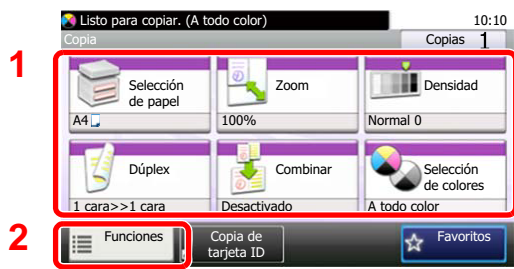 Listo para copiar. (A todo color)
10:10
Copia
Copias 1
1
Selección
de papel
A4
Zoom
100%
Densidad
Normal 0
Dúplex
1 cara>>1 cara
Combinar
Desactivado
Selección
de colores
A todo color
2
Funciones
Copia de
tarjeta ID
Favoritos